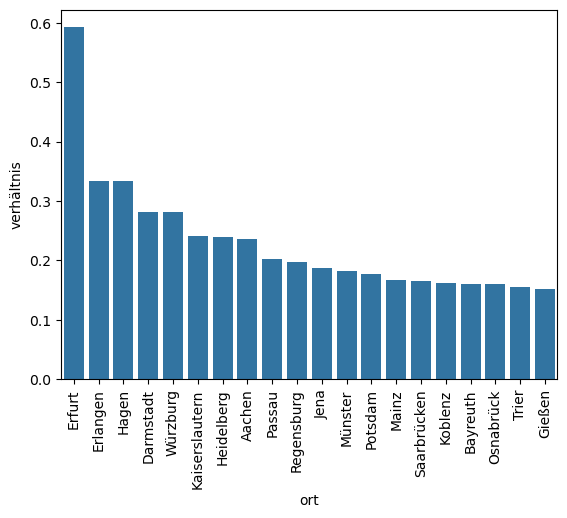 verhältnis
0.6
0.5
0.4
0.3
0.2
0.1
0.0
Erfurt
Erlangen
Hagen
Darmstadt
Würzburg
Kaiserslautern
Heidelberg
Aachen
Passau
Regensburg
Jena
Münster
Potsdam
Mainz
Saarbrücken
Koblenz
Bayreuth
Osnabrück
Trier
Gießen
ort